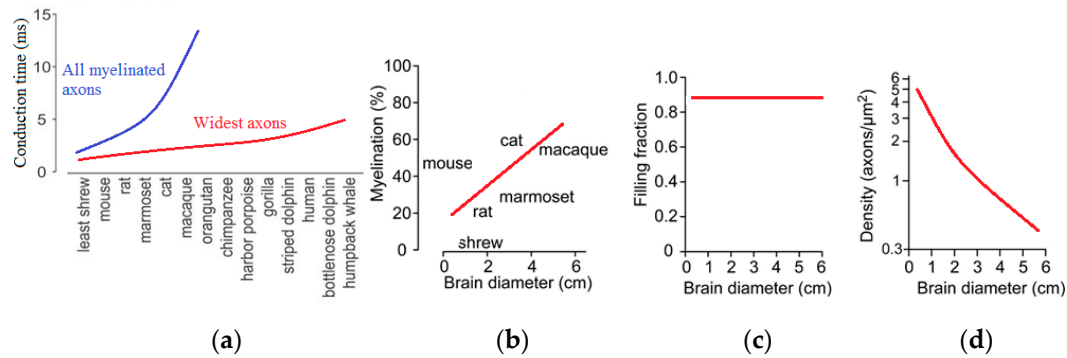 Conduction time (ms)
15
10
5
0
All myelinated
axons
Widest axons
least shrew
mouse
rat
marmoset
cat
macaque
orangutan
chimpanzee
harbor porpoise
gorilla
striped dolphin
human
bottlenose dolphin
humpback whale
(a)
Myelination (%)
100
80
60
40
20
0
mouse
cat
macaque
marmoset
rat
shrew
0 2 4 6
Brain diameter (cm)
(b)
Filling fraction
1.0
0.8
0.6
0.4
0.2
0
0 1 2 3 4 5 6
Brain diameter (cm)
(c)
Density (axons/µm²)
6
5
4
3
2
1
0.3
0 1 2 3 4 5 6
Brain diameter (cm)
(d)